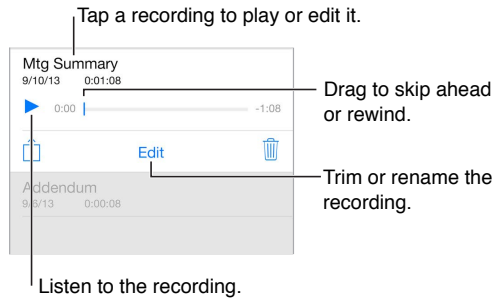 Tap a recording to play or edit it.
Mtg Summary
9/10/13 0:01:08
0:00 -1:08
Drag to skip ahead
or rewind.
Edit
Trim or rename the
recording.
Addendum
9/6/13 0:00:08
Listen to the recording.